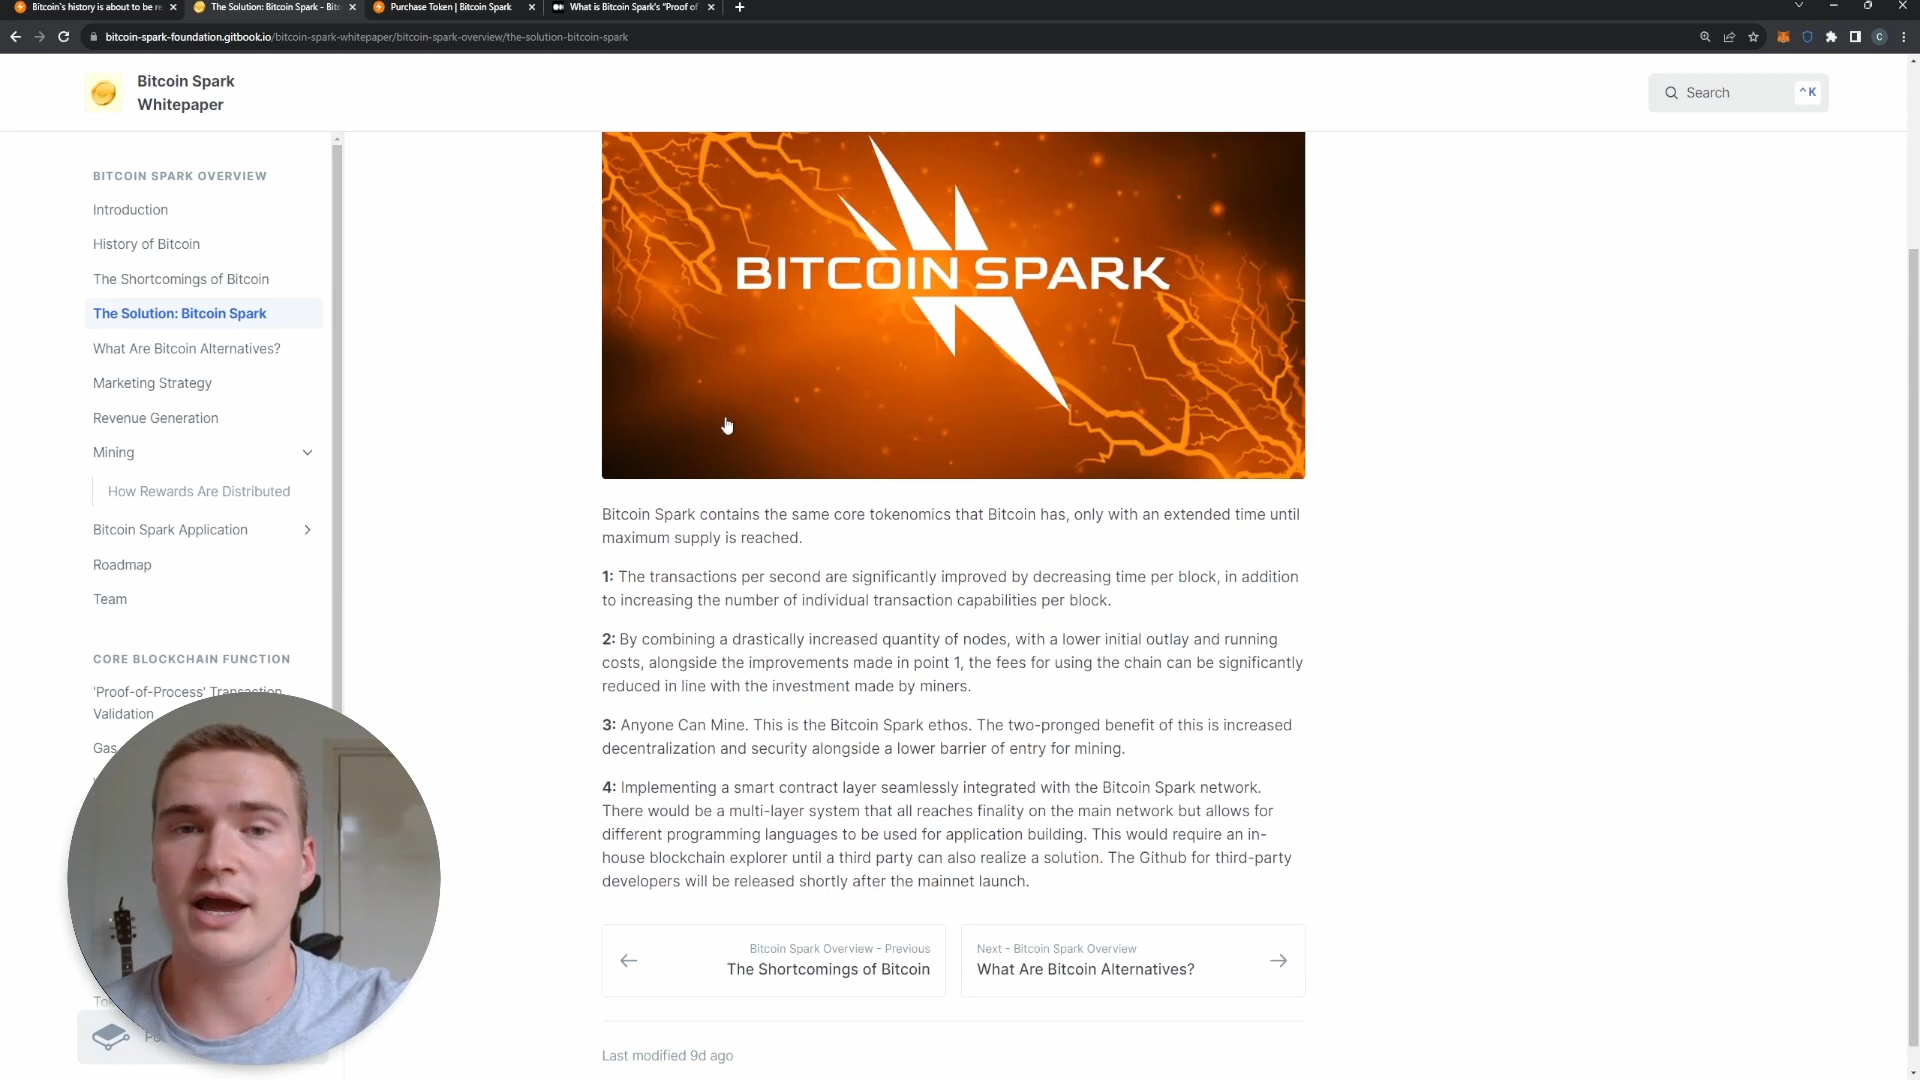 Bitcoin's history is about to be re
The Solution: Bitcoin Spark - Bitc
Purchase Token | Bitcoin Spark
What is Bitcoin Spark's "Proof of
bitcoin-spark-foundation.gitbook.io/bitcoin-spark-whitepaper/bitcoin-spark-overview/the-solution-bitcoin-spark
C
Bitcoin Spark
Whitepaper
Search
^K
BITCOIN SPARK OVERVIEW
Introduction
History of Bitcoin
The Shortcomings of Bitcoin
The Solution: Bitcoin Spark
What Are Bitcoin Alternatives?
Marketing Strategy
Revenue Generation
Mining
How Rewards Are Distributed
Bitcoin Spark Application
Roadmap
Team
CORE BLOCKCHAIN FUNCTION
'Proof-of-Process' Transaction
Validation
Gas
BITCOIN SPARK
Bitcoin Spark contains the same core tokenomics that Bitcoin has, only with an extended time until
maximum supply is reached.
1: The transactions per second are significantly improved by decreasing time per block, in addition
to increasing the number of individual transaction capabilities per block.
2: By combining a drastically increased quantity of nodes, with a lower initial outlay and running
costs, alongside the improvements made in point 1, the fees for using the chain can be significantly
reduced in line with the investment made by miners.
3: Anyone Can Mine. This is the Bitcoin Spark ethos. The two-pronged benefit of this is increased
decentralization and security alongside a lower barrier of entry for mining.
4: Implementing a smart contract layer seamlessly integrated with the Bitcoin Spark network.
There would be a multi-layer system that all reaches finality on the main network but allows for
different programming languages to be used for application building. This would require an in-
house blockchain explorer until a third party can also realize a solution. The Github for third-party
developers will be released shortly after the mainnet launch.
Bitcoin Spark Overview - Previous
The Shortcomings of Bitcoin
Next - Bitcoin Spark Overview
What Are Bitcoin Alternatives?
Last modified 9d ago